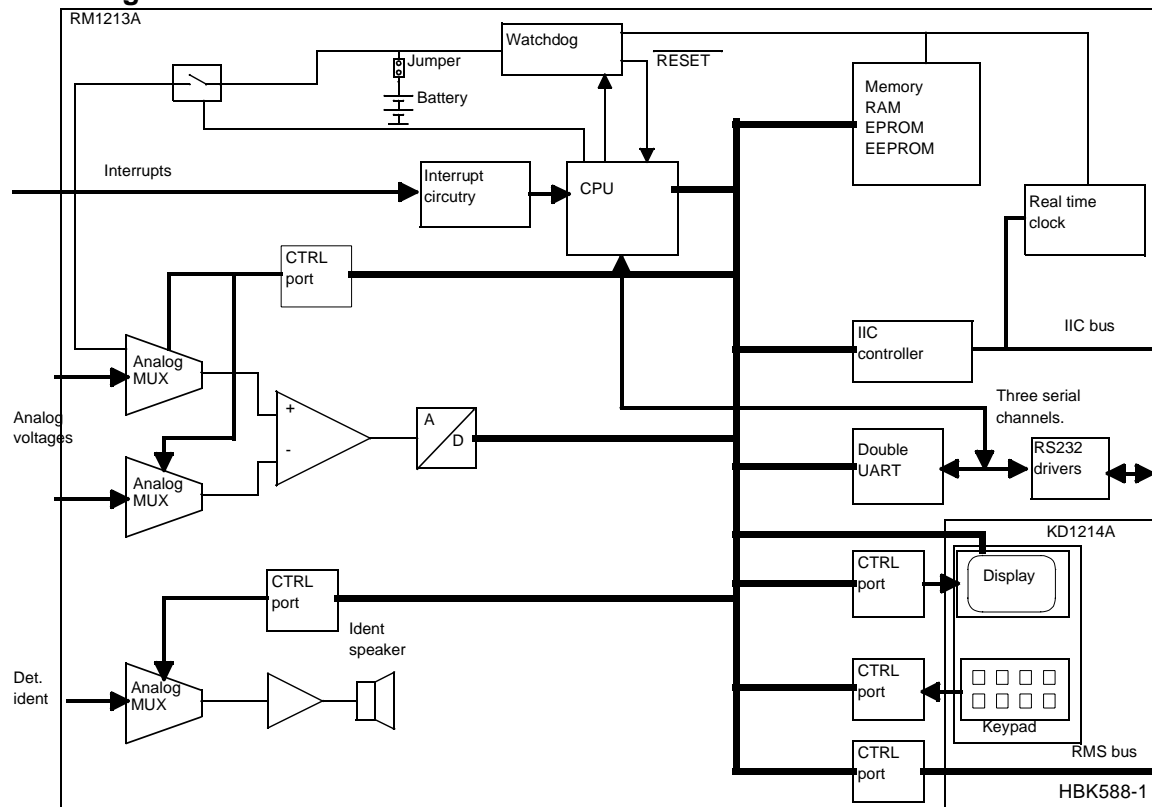 RM1213A
Watchdog
RESET
Jumper
Battery
Memory
RAM
EPROM
EEPROM
Interrupts
Interrupt
circutry
CPU
Real time
clock
CTRL
port
IIC
controller
IIC bus
Analog
MUX
Analog
voltages
+
-
A
D
Three serial
channels.
Analog
MUX
Double
UART
RS232
drivers
KD1214A
CTRL
port
Display
CTRL
port
Ident
speaker
Det.
ident
Analog
MUX
CTRL
port
Keypad
CTRL
port
RMS bus
HBK588-1